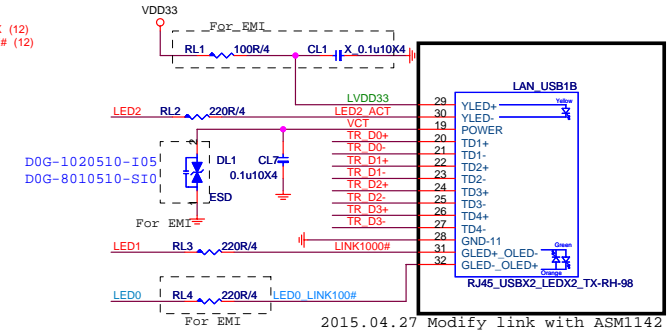 VDD33
(12)
# (12)
For EMI
RL1 100R/4 CL1 X_0.1u10X4
LAN_USB1B
LVDD33 29 YLED+ Yellow
LED2 RL2 220R/4 LED2_ACT 30 YLED-
VCT 19 POWER
TR_D0+ 20 TD1+
TR_D0- 21 TD1-
TR_D1+ 22 TD2+
TR_D1- 23 TD2-
TR_D2+ 24 TD3+
TR_D2- 25 TD3-
TR_D3+ 26 TD4+
TR_D3- 27 TD4-
28 GND-11
2
DL1 CL7
D0G-1020510-I05
D0G-8010510-SI0
0.1u10X4
ESD
1
For EMI
LED1 RL3 220R/4 LINK1000# 31 GLED+_OLED- Green
32 GLED-_OLED+ Orange
RJ45_USBX2_LEDX2_TX-RH-98
LED0 RL4 220R/4 LED0_LINK100#
For EMI
2015.04.27 Modify link with ASM1142